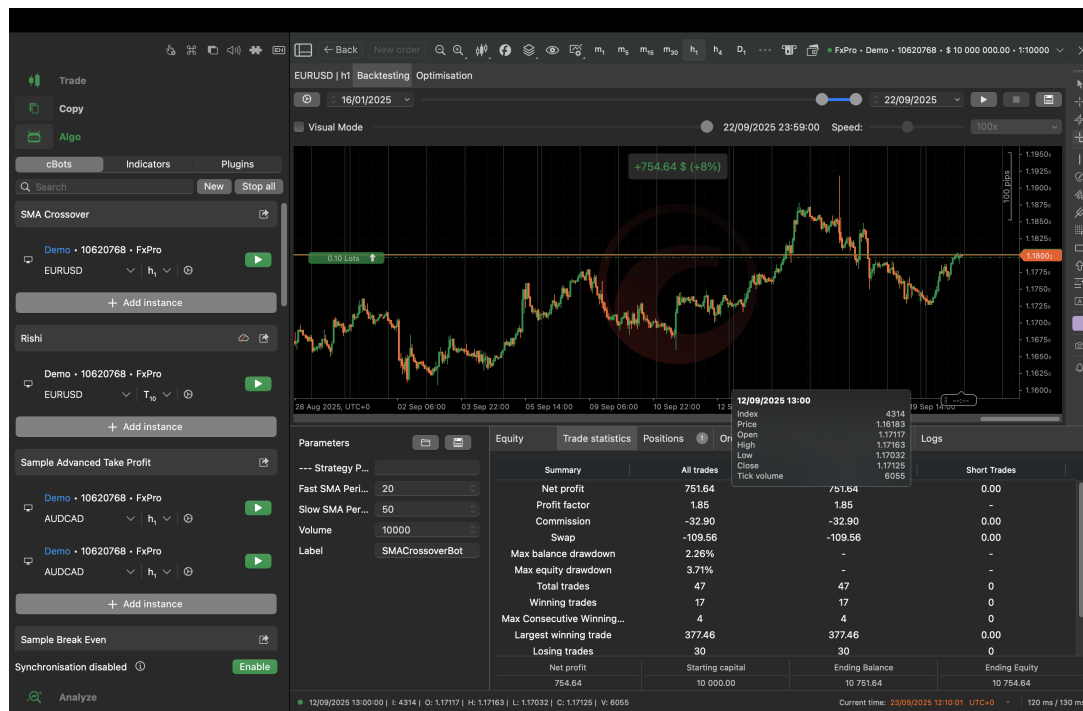 EN
← Back
New order
m1 m5 m15 m30 h1 h4 D1
FxPro • Demo • 10620768 • $ 10 000 000.00 • 1:10000
Trade
Copy
Algo
cBots Indicators Plugins
Search
New
Stop all
SMA Crossover
Demo • 10620768 • FxPro
EURUSD h1
+ Add instance
Rishi
Demo • 10620768 • FxPro
EURUSD T10
+ Add instance
Sample Advanced Take Profit
Demo • 10620768 • FxPro
AUDCAD h1
Demo • 10620768 • FxPro
AUDCAD h1
+ Add instance
Sample Break Even
Synchronisation disabled
Enable
Analyze
EURUSD | h1 Backtesting Optimisation
16/01/2025
22/09/2025
Visual Mode
22/09/2025 23:59:00 Speed: 100x
+754.64 $ (+8%)
100 pips
0.10 Lots
1.1950
1.1925
1.1900
1.1875
1.1850
1.1825
1.1800
1.1775
1.1750
1.1725
1.1700
1.1675
1.1650
1.1625
1.1600
28 Aug 2025, UTC+0 02 Sep 06:00 03 Sep 22:00 05 Sep 14:00 09 Sep 06:00 10 Sep 22:00 12 S 19 Sep 14:00
--:--
12/09/2025 13:00
Index 4314
Price 1.16183
Open 1.17117
High 1.17163
Low 1.17032
Close 1.17125
Tick volume 6055
Parameters
--- Strategy P...
Fast SMA Peri... 20
Slow SMA Per... 50
Volume 10000
Label SMACrossoverBot
Equity Trade statistics Positions 1 Or Logs
Summary All trades Short Trades
Net profit 751.64 751.64 0.00
Profit factor 1.85 1.85 -
Commission -32.90 -32.90 0.00
Swap -109.56 -109.56 0.00
Max balance drawdown 2.26% - -
Max equity drawdown 3.71% - -
Total trades 47 47 0
Winning trades 17 17 0
Max Consecutive Winning... 4 4 0
Largest winning trade 377.46 377.46 0.00
Losing trades 30 30 0
Net profit Starting capital Ending Balance Ending Equity
754.64 10 000.00 10 751.64 10 754.64
12/09/2025 13:00:00 | I: 4314 | O: 1.17117 | H: 1.17163 | L: 1.17032 | C: 1.17125 | V: 6055
Current time: 23/09/2025 12:10:01 UTC+0
120 ms / 130 m